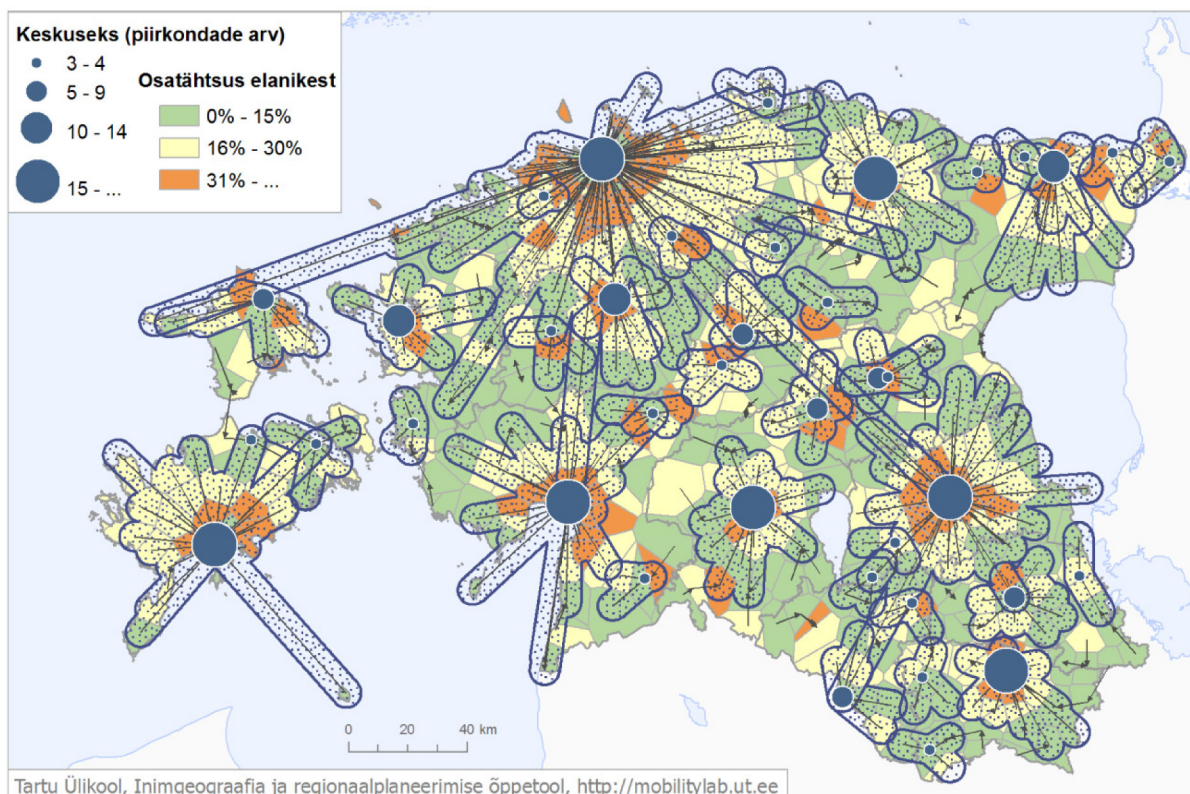 Keskuseks (piirkondade arv)
3 - 4
5 - 9
10 - 14
15 - ...
Osatähtsus elanikest
0% - 15%
16% - 30%
31% - ...
0 20 40 km
Tartu Ülikool, Inimgeograafia ja regionaalplaneerimise õppetool, http://mobilitylab.ut.ee